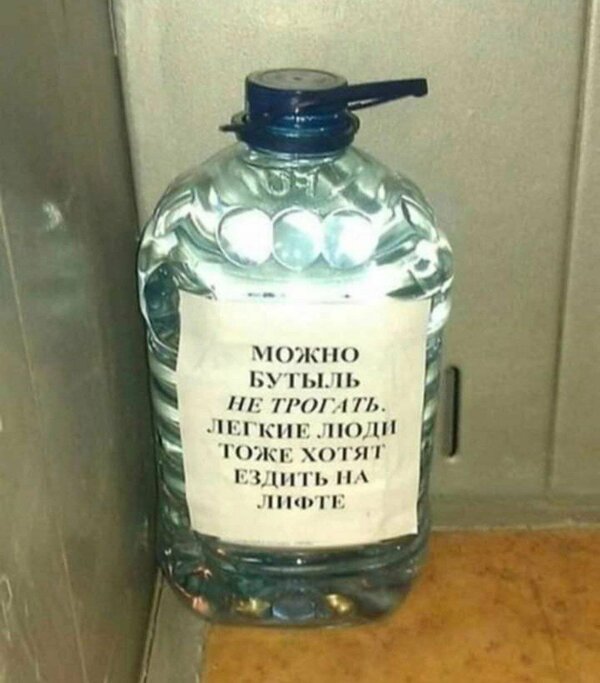 МОЖНО
БУТЫЛЬ
НЕ ТРОГАТЬ.
ЛЕГКИЕ ЛЮДИ
ТОЖЕ ХОТЯТ
ЕЗДИТЬ НА
ЛИФТЕ